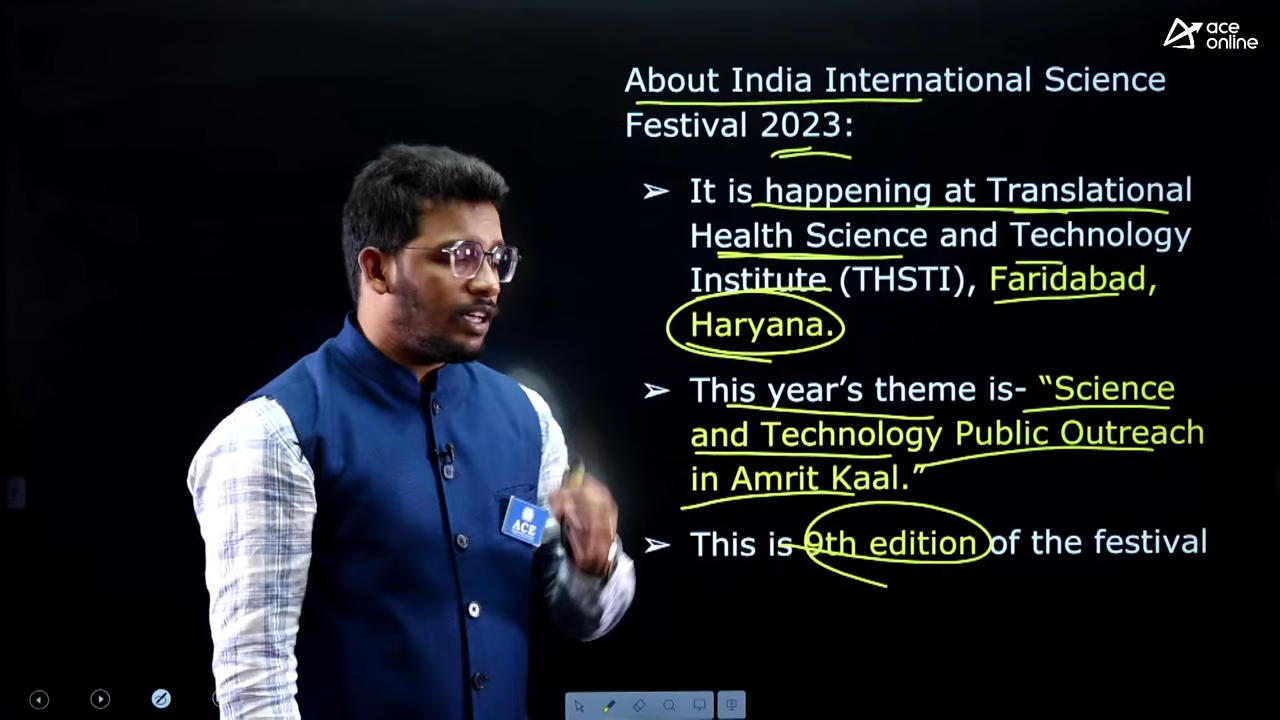 ace
online
About India International Science
Festival 2023:
➢ It is happening at Translational
Health Science and Technology
Institute (THSTI), Faridabad,
Haryana.
➢ This year’s theme is- “Science
and Technology Public Outreach
in Amrit Kaal.”
➢ This is 9th edition of the festival
ACE